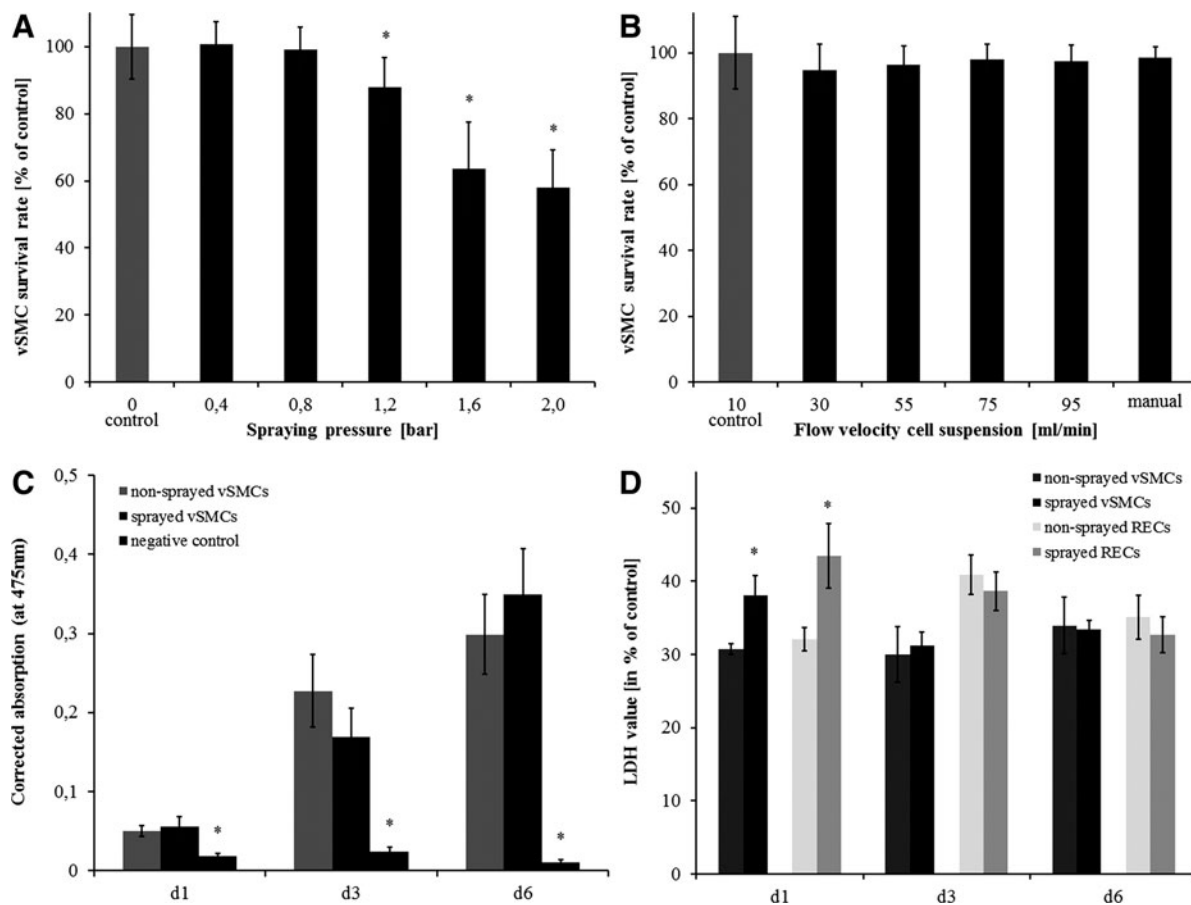 A
vSMC survival rate [% of control]
100
80
60
40
20
0
0 0,4 0,8 1,2 1,6 2,0
control
Spraying pressure [bar]
* * *
B
vSMC survival rate [% of control]
100
80
60
40
20
0
10 30 55 75 95 manual
control
Flow velocity cell suspension [ml/min]
C
Corrected absorption (at 475nm)
0,5
0,4
0,3
0,2
0,1
0
non-sprayed vSMCs
sprayed vSMCs
negative control
* * *
d1 d3 d6
D
LDH value [in % of control]
50
40
30
20
10
0
non-sprayed vSMCs
sprayed vSMCs
non-sprayed RECs
sprayed RECs
* *
d1 d3 d6